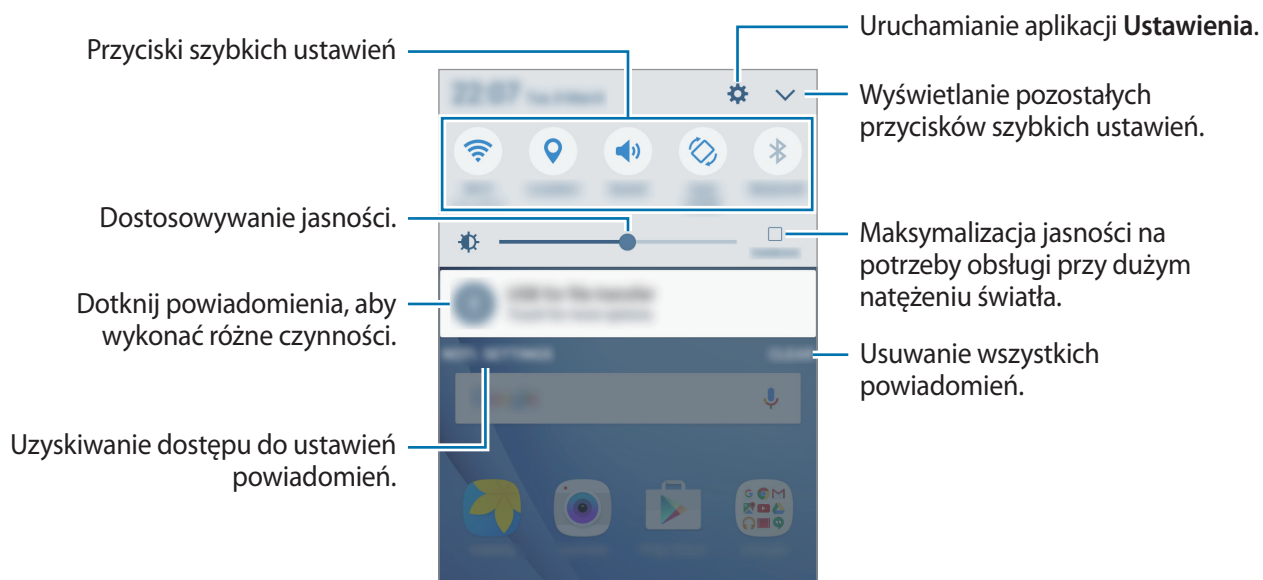 Przyciski szybkich ustawień
Uruchamianie aplikacji Ustawienia.
Wyświetlanie pozostałych
przycisków szybkich ustawień.
Dostosowywanie jasności.
Maksymalizacja jasności na
potrzeby obsługi przy dużym
natężeniu światła.
Dotknij powiadomienia, aby
wykonać różne czynności.
Usuwanie wszystkich
powiadomień.
Uzyskiwanie dostępu do ustawień
powiadomień.